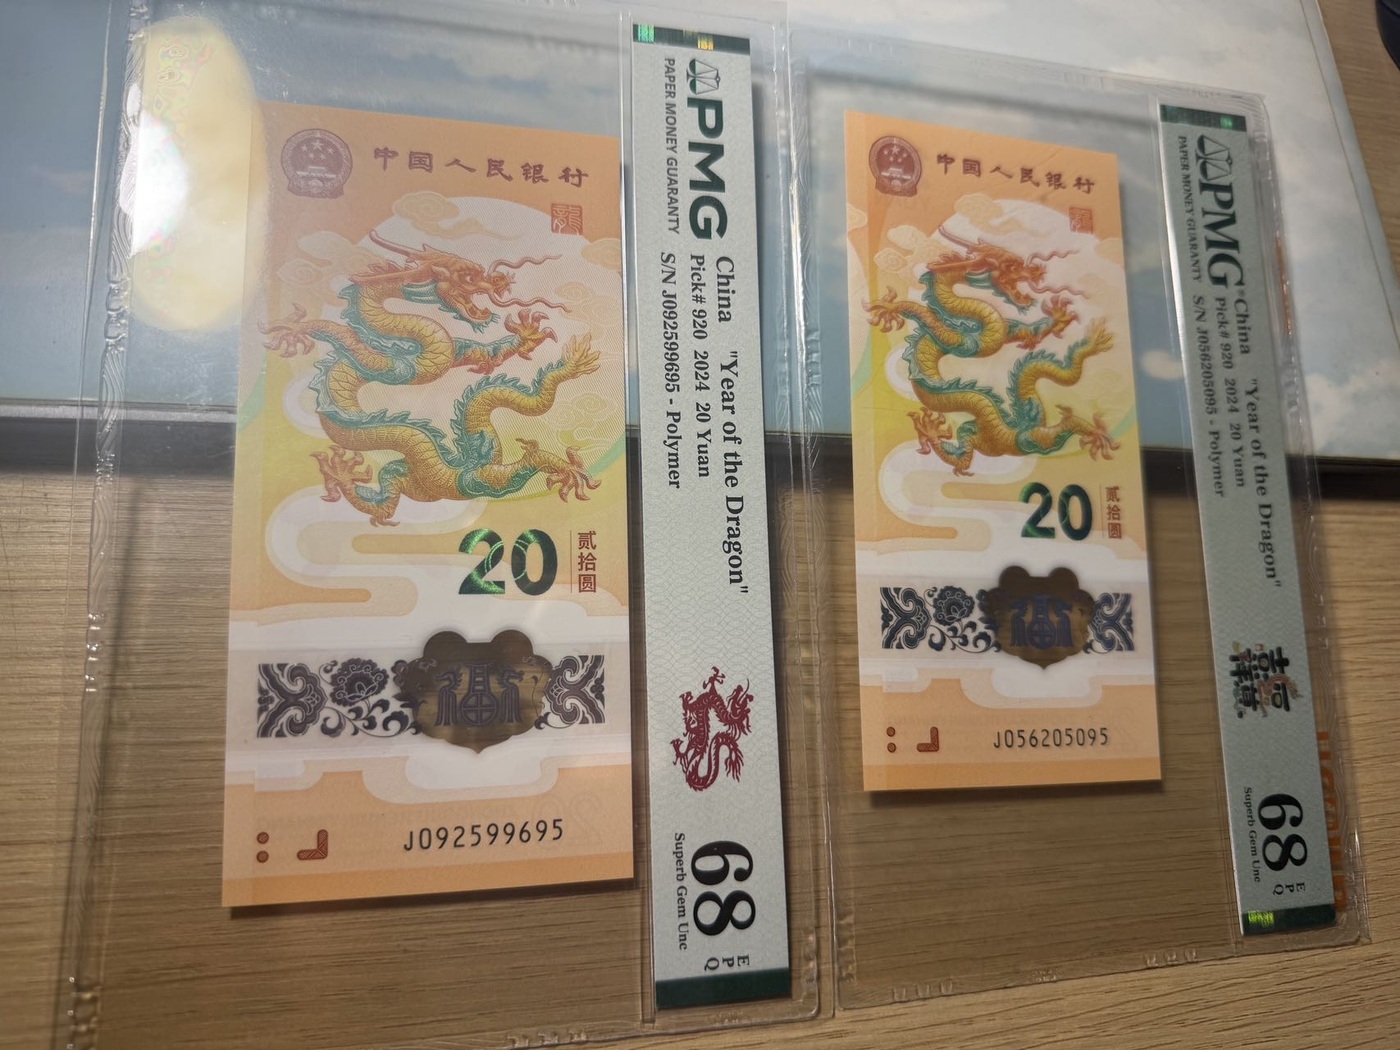 中国人民银行
20
贰拾圆
福
J092599695
PMG
PAPER MONEY GUARANTY
China "Year of the Dragon"
Pick# 920 2024 20 Yuan
S/N J092599695 - Polymer
68
EPQ
Superb Gem Unc
中国人民银行
20
贰拾圆
福
J056205095
PMG
PAPER MONEY GUARANTY
China "Year of the Dragon"
Pick# 920 2024 20 Yuan
S/N J056205095 - Polymer
68
EPQ
Superb Gem Unc